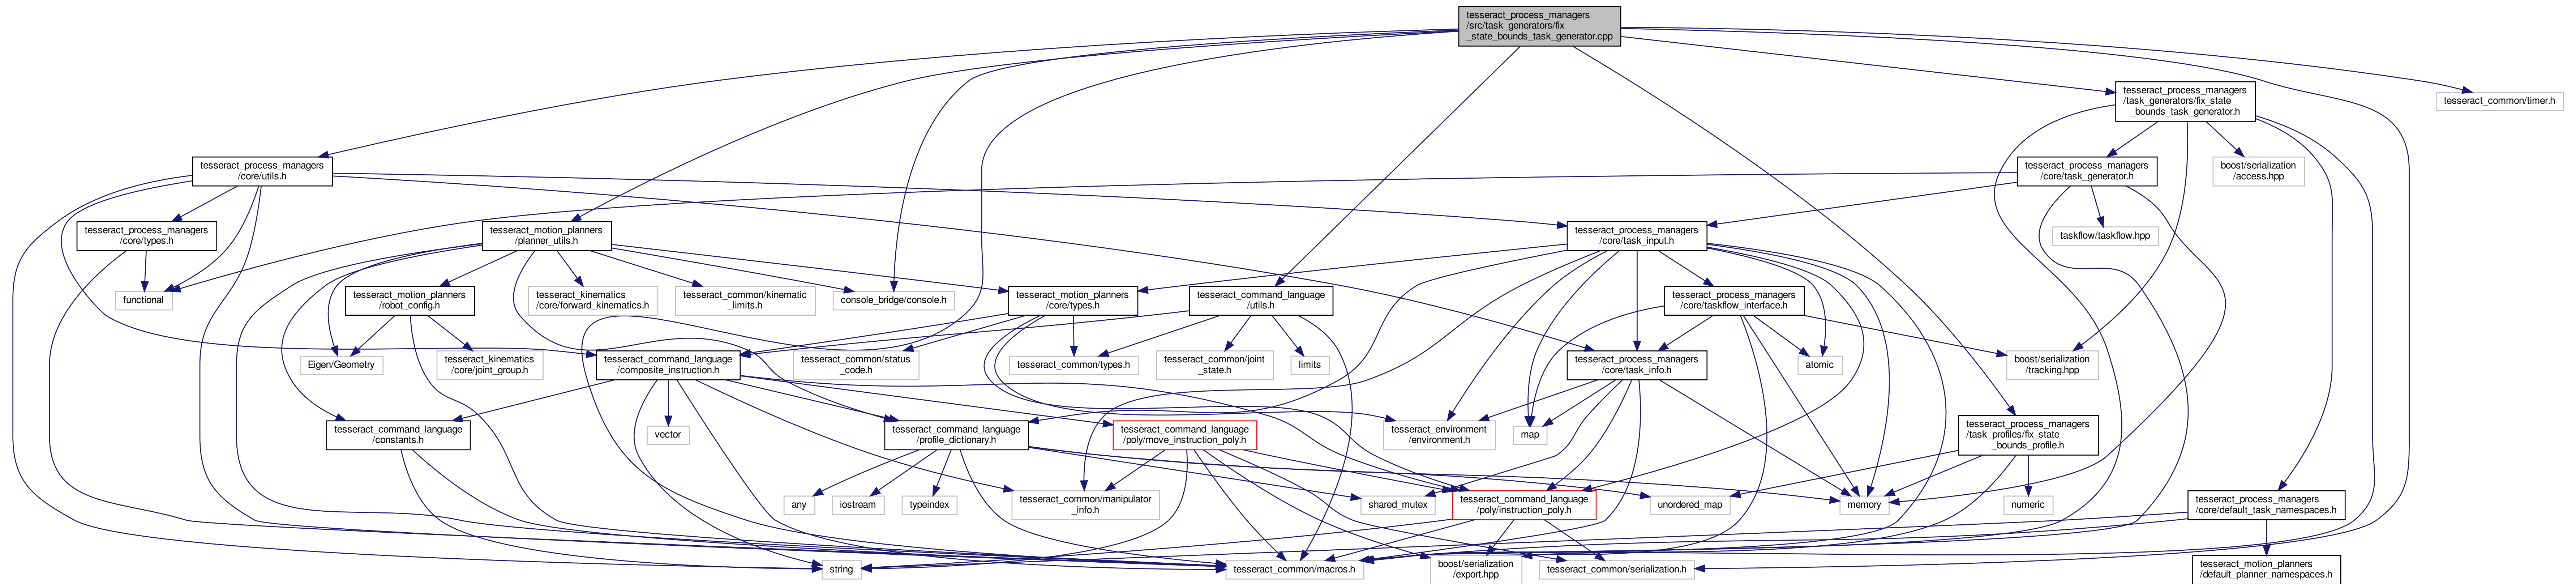 tesseract_process_managers
/src/task_generators/fix
_state_bounds_task_generator.cpp
tesseract_process_managers
/task_generators/fix_state
_bounds_task_generator.h
tesseract_common/timer.h
tesseract_process_managers
/core/utils.h
tesseract_process_managers
/core/task_generator.h
boost/serialization
/access.hpp
tesseract_process_managers
/core/types.h
tesseract_motion_planners
/planner_utils.h
tesseract_process_managers
/core/task_input.h
taskflow/taskflow.hpp
functional
tesseract_motion_planners
/robot_config.h
tesseract_kinematics
/core/forward_kinematics.h
tesseract_common/kinematic
_limits.h
console_bridge/console.h
tesseract_motion_planners
/core/types.h
tesseract_command_language
/utils.h
tesseract_process_managers
/core/taskflow_interface.h
Eigen/Geometry
tesseract_kinematics
/core/joint_group.h
tesseract_command_language
/composite_instruction.h
tesseract_common/status
_code.h
tesseract_common/types.h
tesseract_common/joint
_state.h
limits
tesseract_process_managers
/core/task_info.h
atomic
boost/serialization
/tracking.hpp
tesseract_command_language
/constants.h
vector
tesseract_command_language
/profile_dictionary.h
tesseract_command_language
/poly/move_instruction_poly.h
tesseract_environment
/environment.h
map
tesseract_process_managers
/task_profiles/fix_state
_bounds_profile.h
any
iostream
typeindex
tesseract_common/manipulator
_info.h
shared_mutex
tesseract_command_language
/poly/instruction_poly.h
unordered_map
memory
numeric
tesseract_process_managers
/core/default_task_namespaces.h
string
tesseract_common/macros.h
boost/serialization
/export.hpp
tesseract_common/serialization.h
tesseract_motion_planners
/default_planner_namespaces.h